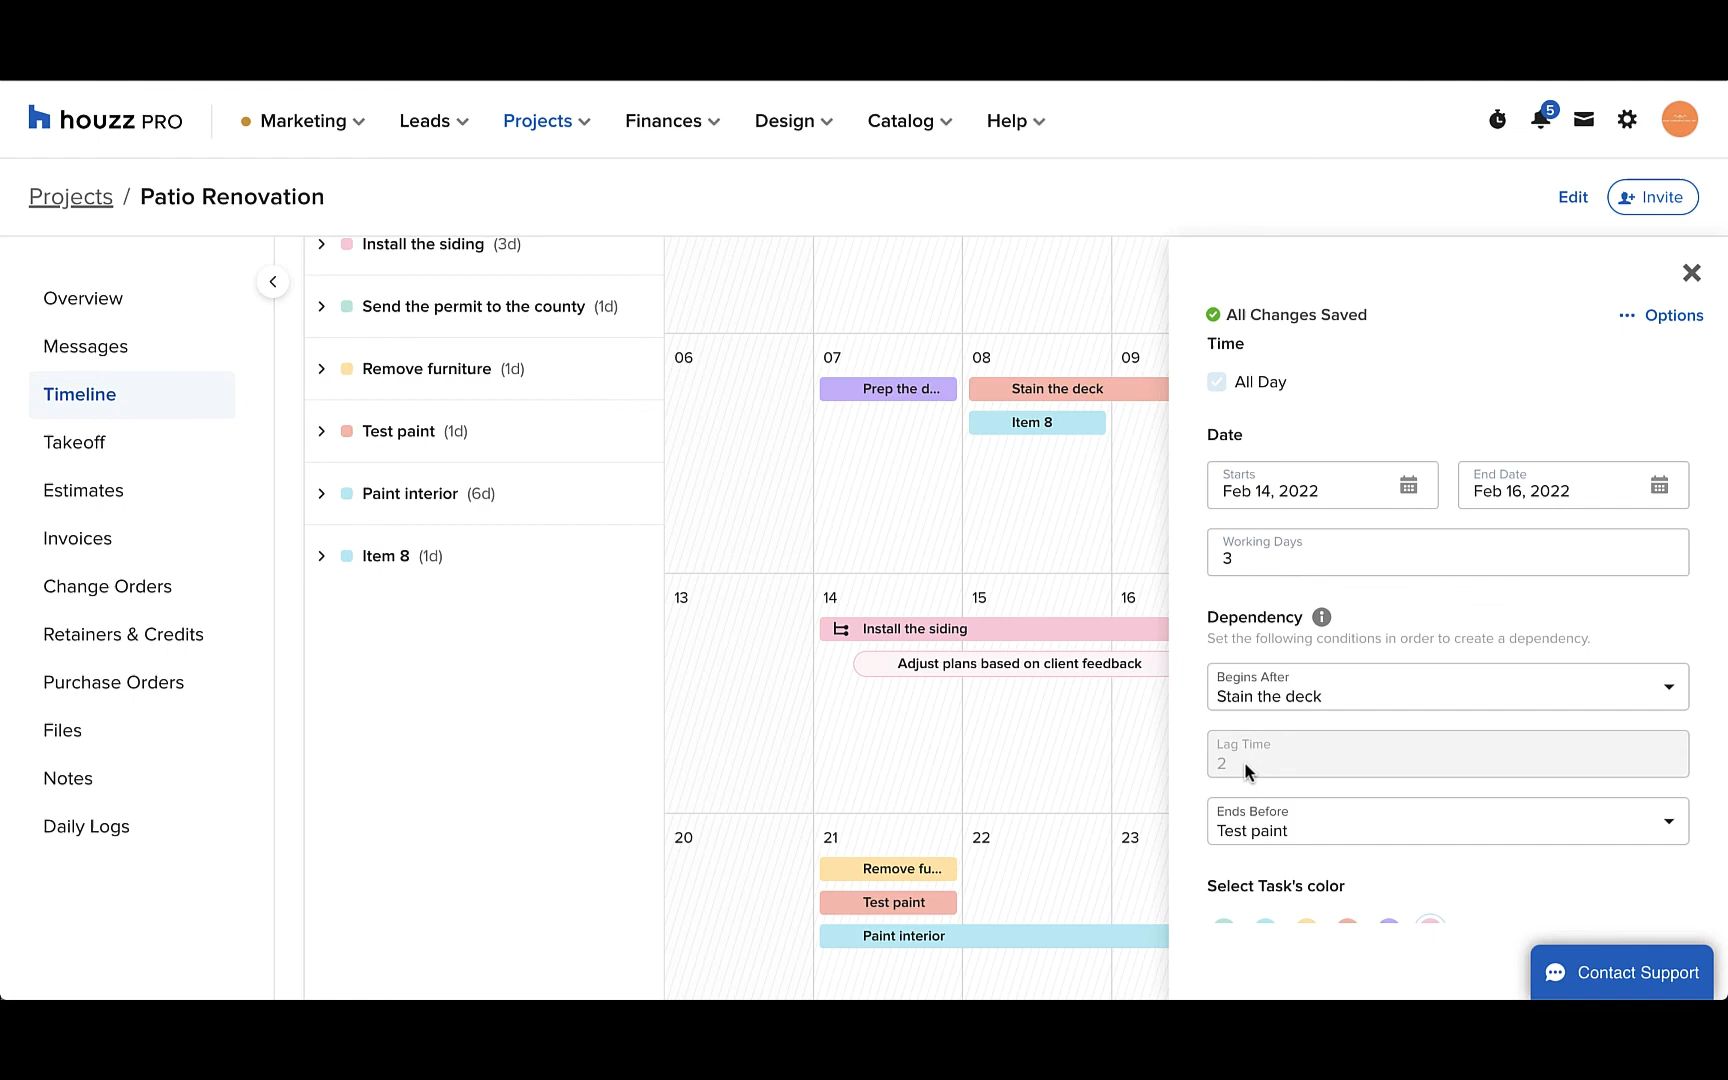 houzz PRO
Marketing
Leads
Projects
Finances
Design
Catalog
Help
5
Projects / Patio Renovation
Edit
Invite
Overview
Messages
Timeline
Takeoff
Estimates
Invoices
Change Orders
Retainers & Credits
Purchase Orders
Files
Notes
Daily Logs
Install the siding (3d)
Send the permit to the county (1d)
Remove furniture (1d)
Test paint (1d)
Paint interior (6d)
Item 8 (1d)
06 07 08 09
Prep the d...
Stain the deck
Item 8
13 14 15 16
Install the siding
Adjust plans based on client feedback
20 21 22 23
Remove fu...
Test paint
Paint interior
All Changes Saved
Options
Time
All Day
Date
Starts
Feb 14, 2022
End Date
Feb 16, 2022
Working Days
3
Dependency
Set the following conditions in order to create a dependency.
Begins After
Stain the deck
Lag Time
2
Ends Before
Test paint
Select Task's color
Contact Support